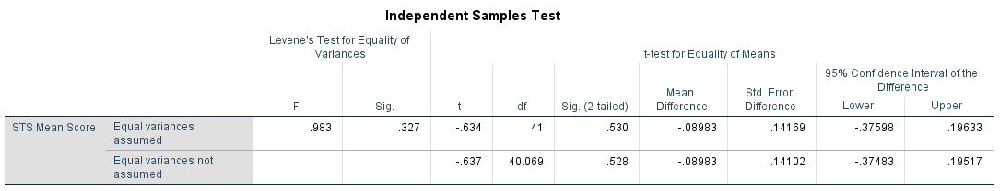 Independent Samples Test
Levene's Test for Equality of
Variances
t-test for Equality of Means
95% Confidence Interval of the
Difference
F Sig. t df Sig. (2-tailed) Mean
Difference Std. Error
Difference Lower Upper
STS Mean Score Equal variances
assumed .983 .327 -.634 41 .530 -.08983 .14169 -.37598 .19633
Equal variances not
assumed -.637 40.069 .528 -.08983 .14102 -.37483 .19517